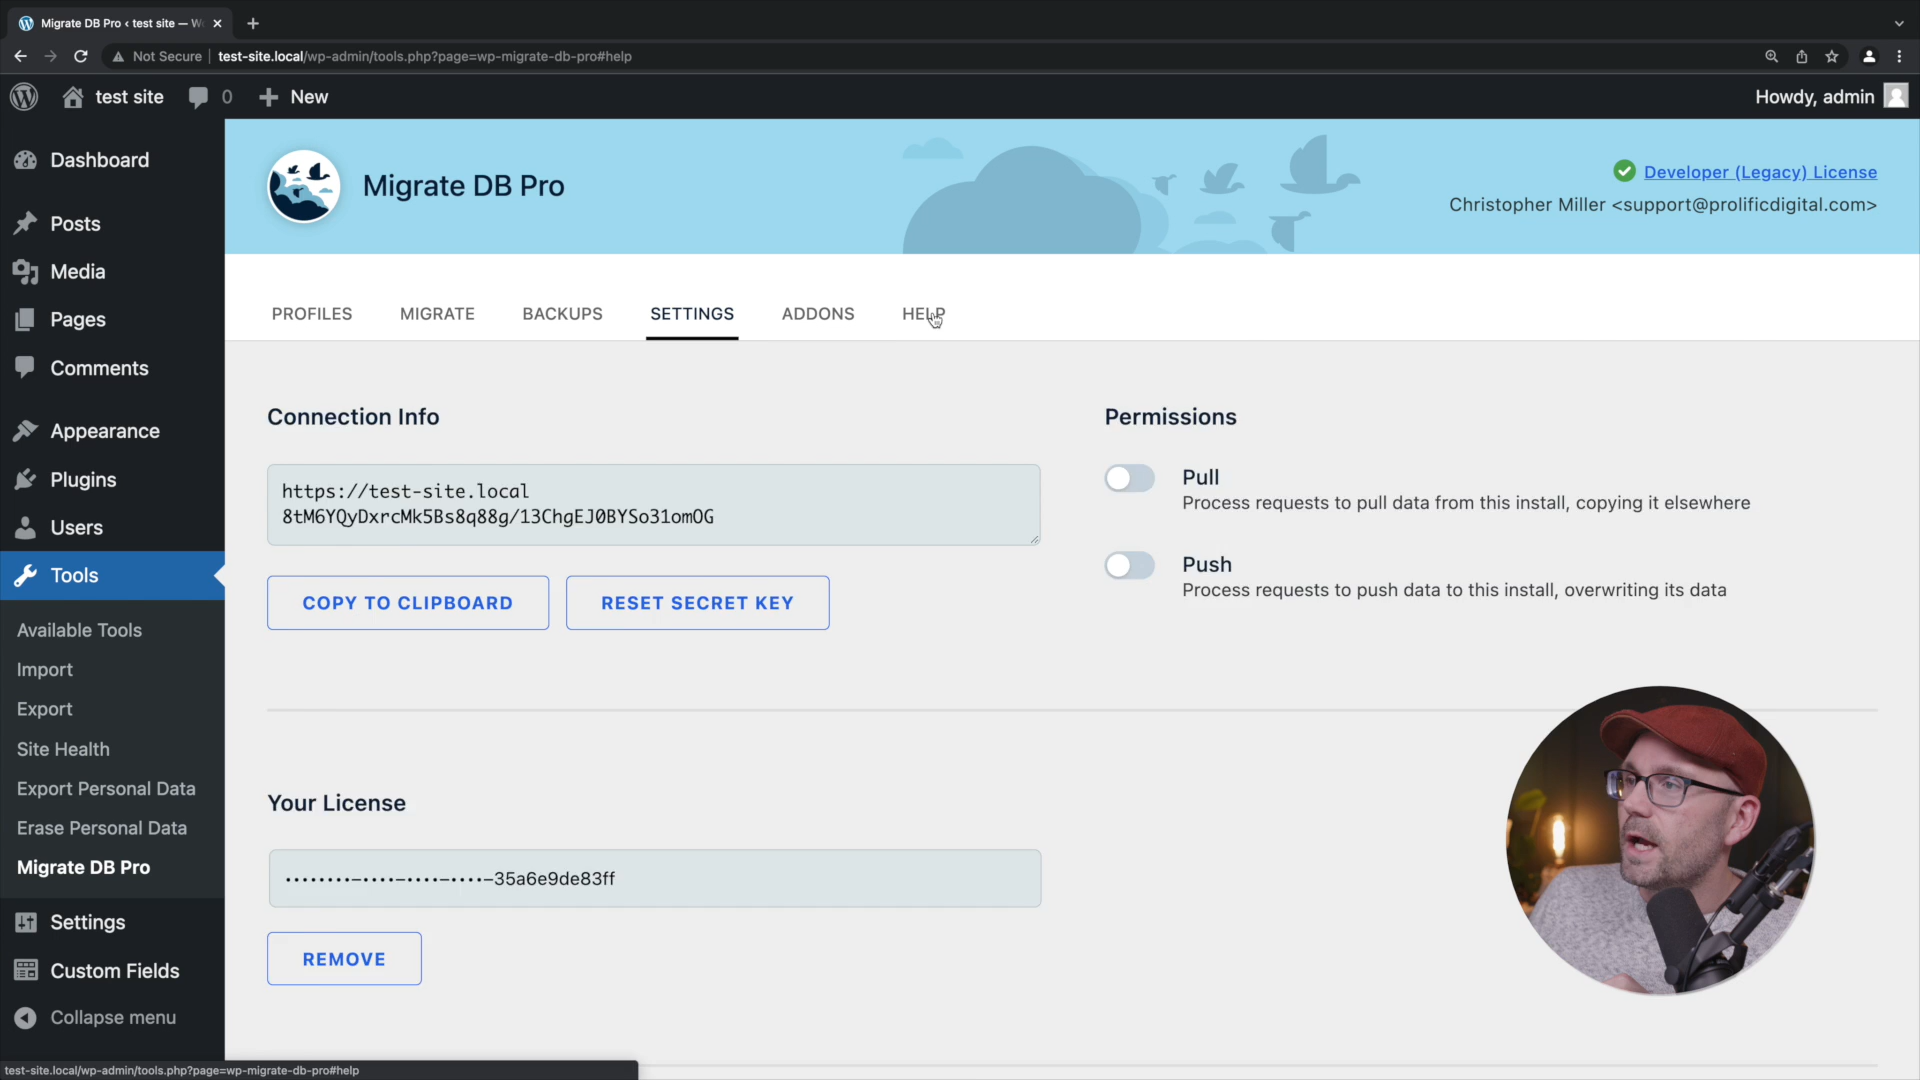 Migrate DB Pro ‹ test site — W
Not Secure
test-site.local/wp-admin/tools.php?page=wp-migrate-db-pro#help
test site
0
New
Howdy, admin
Dashboard
Posts
Media
Pages
Comments
Appearance
Plugins
Users
Tools
Available Tools
Import
Export
Site Health
Export Personal Data
Erase Personal Data
Migrate DB Pro
Settings
Custom Fields
Collapse menu
Migrate DB Pro
Developer (Legacy) License
Christopher Miller <support@prolificdigital.com>
PROFILES
MIGRATE
BACKUPS
SETTINGS
ADDONS
HELP
Connection Info
https://test-site.local
8tM6YQyDxrcMk5Bs8q88g/13ChgEJ0BYSo31omOG
COPY TO CLIPBOARD
RESET SECRET KEY
Permissions
Pull
Process requests to pull data from this install, copying it elsewhere
Push
Process requests to push data to this install, overwriting its data
Your License
••••••••–••••–••••–••••–35a6e9de83ff
REMOVE
test-site.local/wp-admin/tools.php?page=wp-migrate-db-pro#help